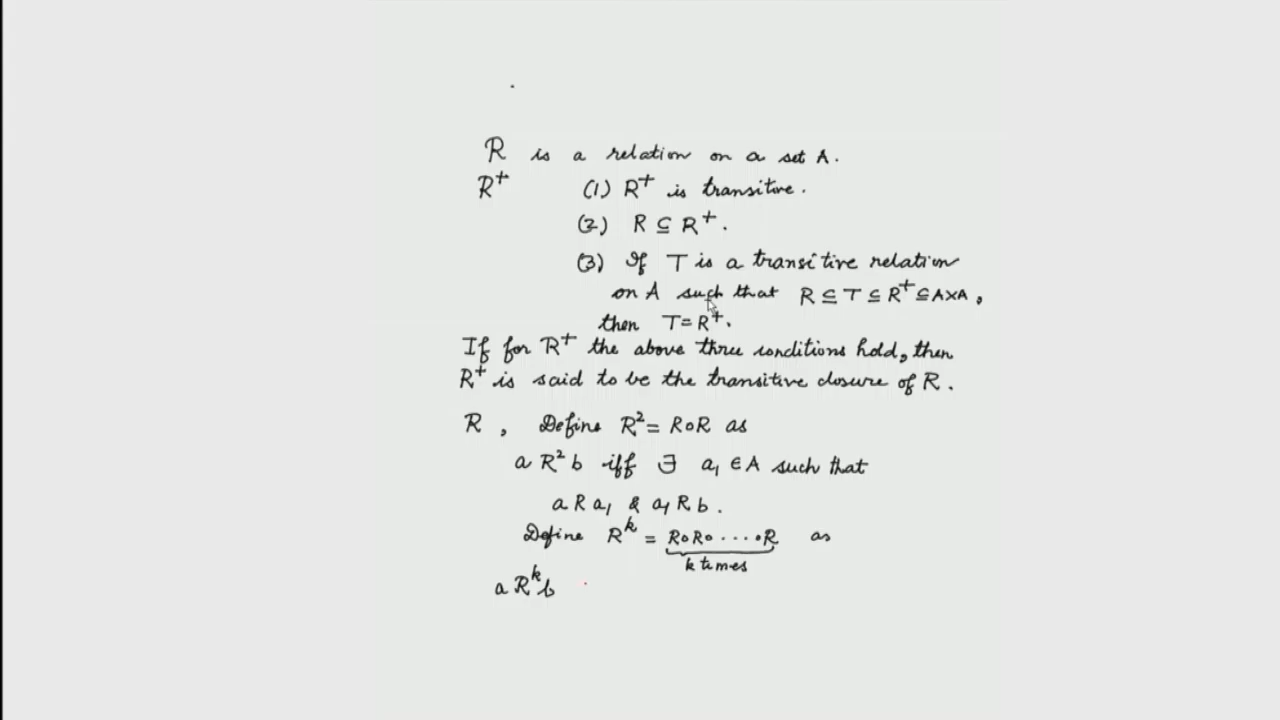 R is a relation on a set A.
R⁺ (1) R⁺ is transitive.
(2) R ⊆ R⁺.
(3) If T is a transitive relation
on A such that R ⊆ T ⊆ R⁺ ⊆ A×A,
then T = R⁺.
If for R⁺ the above three conditions hold, then
R⁺ is said to be the transitive closure of R.
R, Define R² = R∘R as
a R² b iff ∃ a₁ ∈ A such that
a R a₁ & a₁ R b.
Define Rᵏ = R∘R∘....∘R as
k times
a Rᵏ b